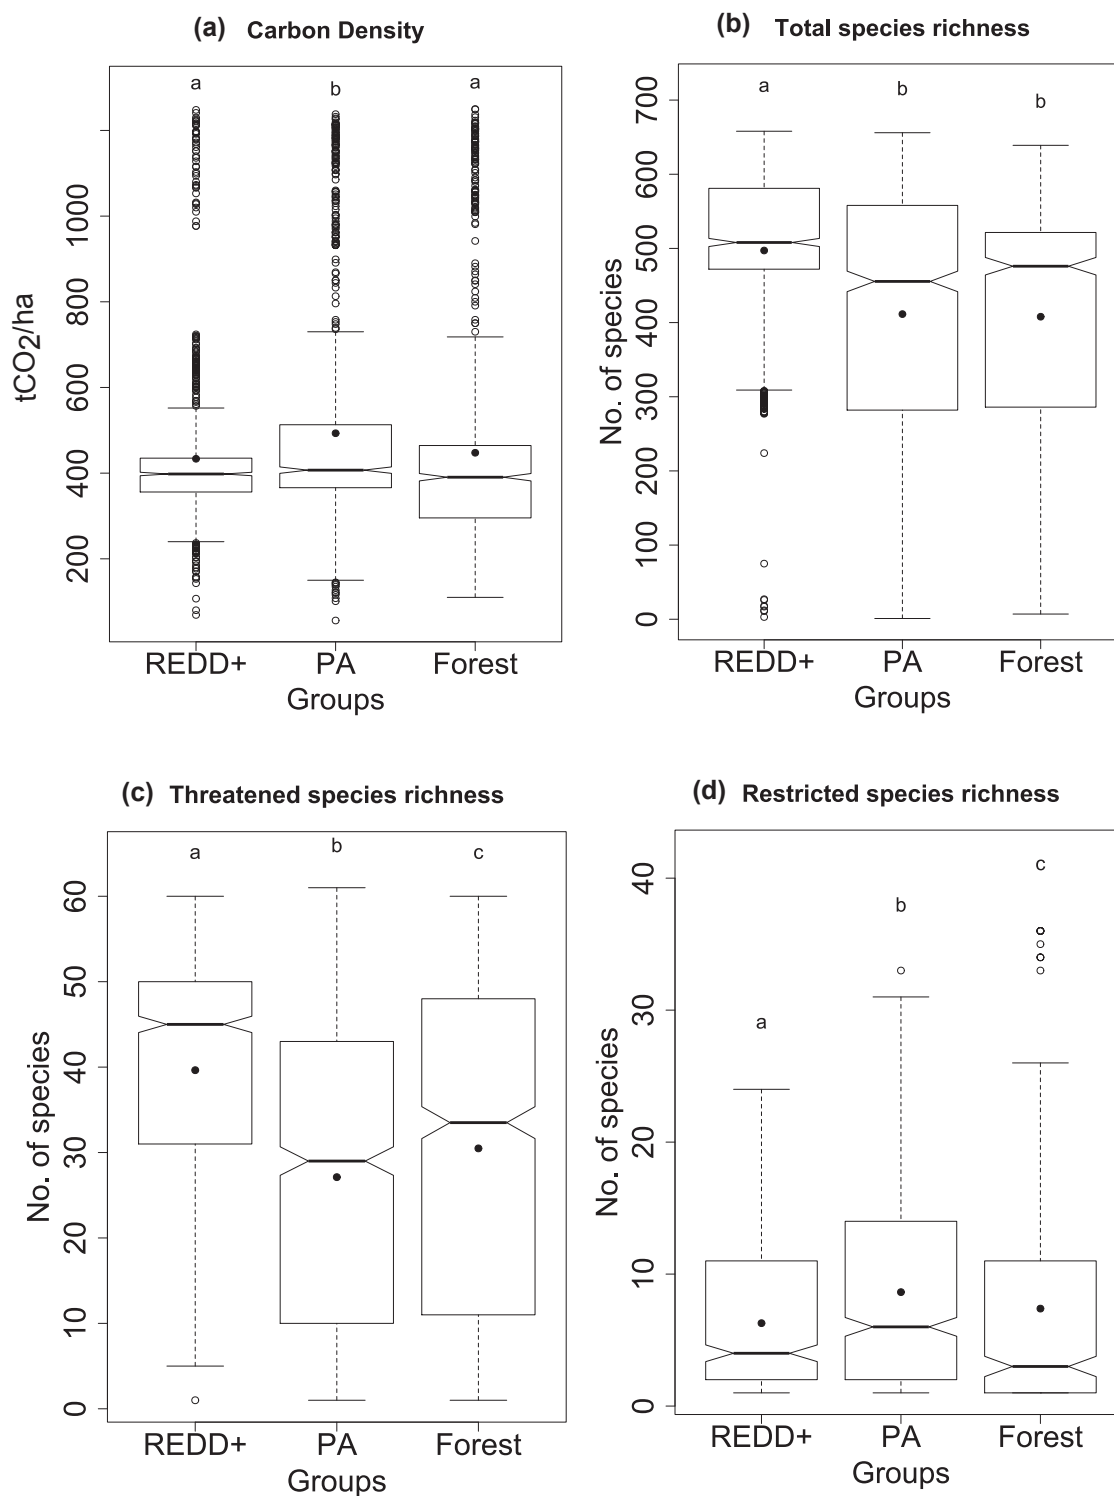 (a) Carbon Density
a b a
tCO2/ha
1000
800
600
400
200
REDD+ PA Forest
Groups
(b) Total species richness
a b b
No. of species
700
600
500
400
300
200
100
0
REDD+ PA Forest
Groups
(c) Threatened species richness
a b c
No. of species
60
50
40
30
20
10
0
REDD+ PA Forest
Groups
(d) Restricted species richness
a b c
No. of species
40
30
20
10
0
REDD+ PA Forest
Groups